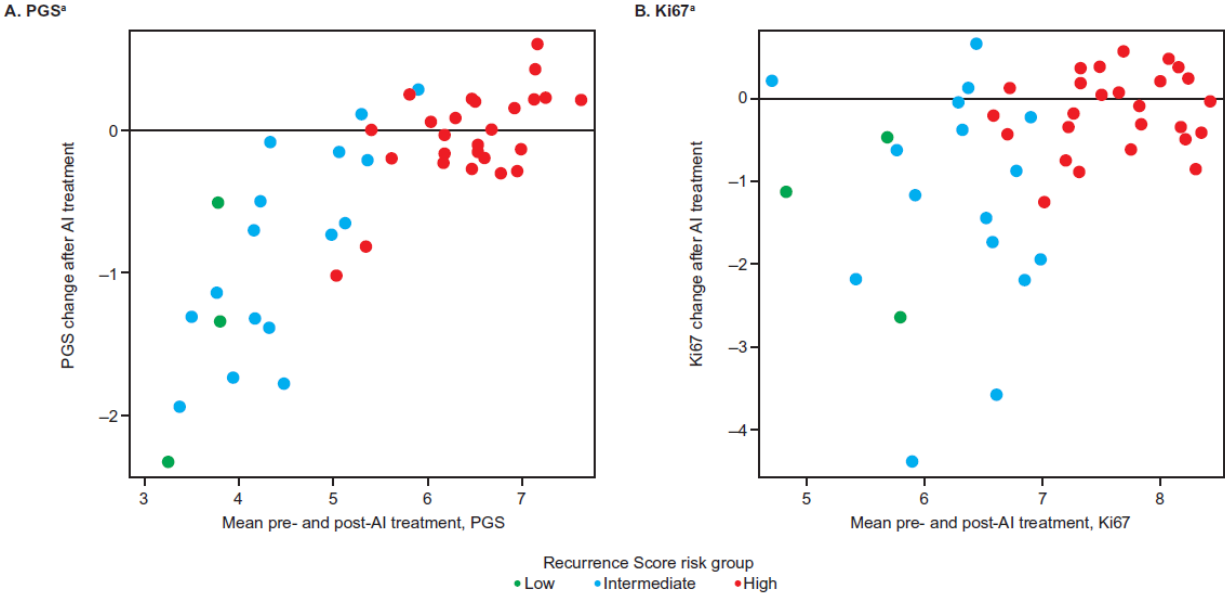 A. PGSᵃ
PGS change after AI treatment
0
–1
–2
3 4 5 6 7
Mean pre- and post-AI treatment, PGS
B. Ki67ᵃ
Ki67 change after AI treatment
0
–1
–2
–3
–4
5 6 7 8
Mean pre- and post-AI treatment, Ki67
Recurrence Score risk group
Low Intermediate High